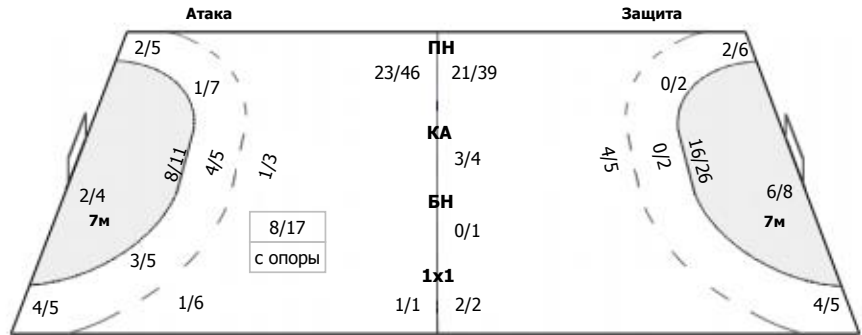 Атака Защита
ПН
2/5 2/6
23/46 21/39
1/7 0/2
КА
8/11 4/5 1/3 3/4 4/5 0/2 16/26
2/4 6/8
7м 7м
БН
8/17 0/1
с опоры
3/5
1х1
4/5 1/6 1/1 2/2 4/5